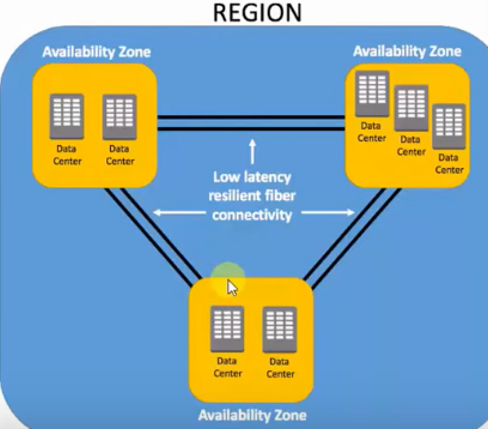 REGION
Availability Zone
Data
Center
Data
Center
Availability Zone
Data
Center
Data
Center
Data
Center
Low latency
resilient fiber
connectivity
Data
Center
Data
Center
Availability Zone